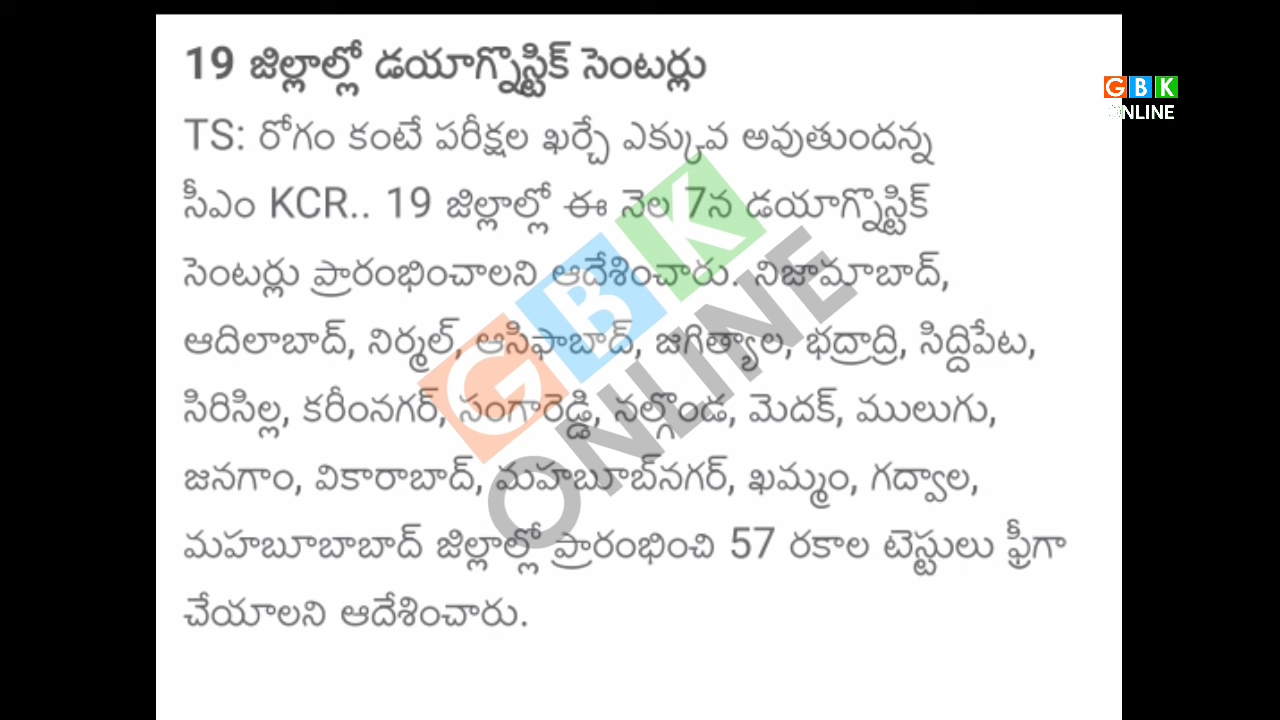 19 జిల్లాల్లో డయాగ్నొస్టిక్ సెంటర్లు
GBK
ONLINE
TS: రోగం కంటే పరీక్షల ఖర్చే ఎక్కువ అవుతుందన్న
సీఎం KCR.. 19 జిల్లాల్లో ఈ నెల 7న డయాగ్నొస్టిక్
సెంటర్లు ప్రారంభించాలని ఆదేశించారు. నిజామాబాద్,
ఆదిలాబాద్, నిర్మల్, ఆసిఫాబాద్, జగిత్యాల, భద్రాద్రి, సిద్దిపేట,
సిరిసిల్ల, కరీంనగర్, సంగారెడ్డి, నల్గొండ, మెదక్, ములుగు,
జనగాం, వికారాబాద్, మహబూబ్‌నగర్, ఖమ్మం, గద్వాల,
మహబూబాబాద్ జిల్లాల్లో ప్రారంభించి 57 రకాల టెస్టులు ఫ్రీగా
చేయాలని ఆదేశించారు.
GBK
ONLINE